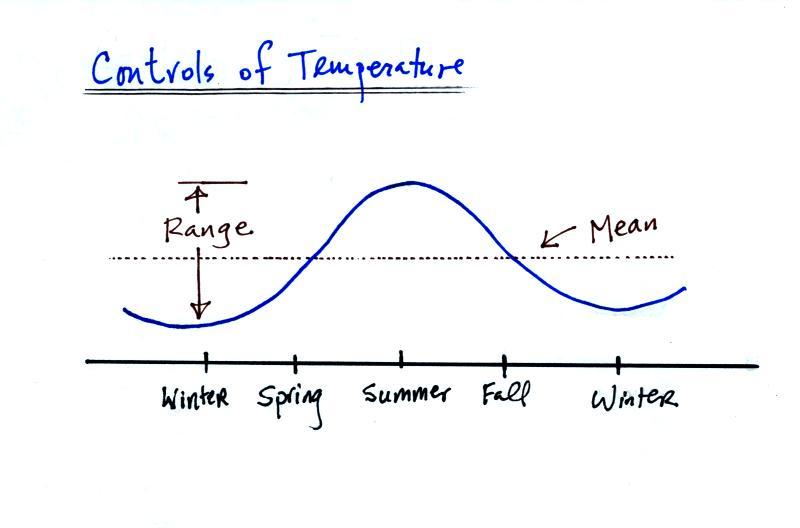 Controls of Temperature
Range
Mean
Winter Spring Summer Fall Winter